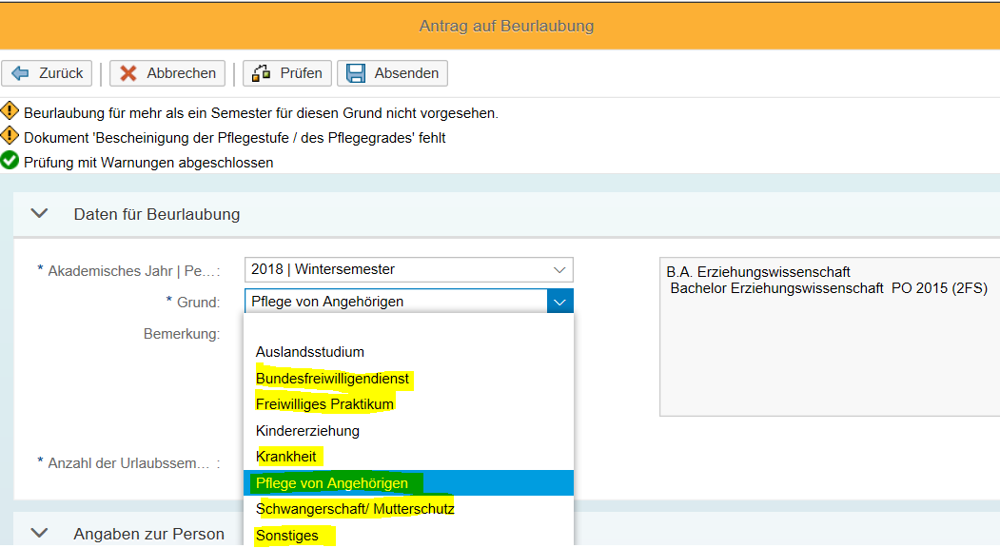 Antrag auf Beurlaubung
Zurück
Abbrechen
Prüfen
Absenden
Beurlaubung für mehr als ein Semester für diesen Grund nicht vorgesehen.
Dokument 'Bescheinigung der Pflegestufe / des Pflegegrades' fehlt
Prüfung mit Warnungen abgeschlossen
Daten für Beurlaubung
* Akademisches Jahr | Pe...: 2018 | Wintersemester
* Grund: Pflege von Angehörigen
Bemerkung:
Auslandsstudium
Bundesfreiwilligendienst
Freiwilliges Praktikum
Kindererziehung
Krankheit
Pflege von Angehörigen
Schwangerschaft/ Mutterschutz
Sonstiges
* Anzahl der Urlaubssem... :
B.A. Erziehungswissenschaft
Bachelor Erziehungswissenschaft PO 2015 (2FS)
Angaben zur Person